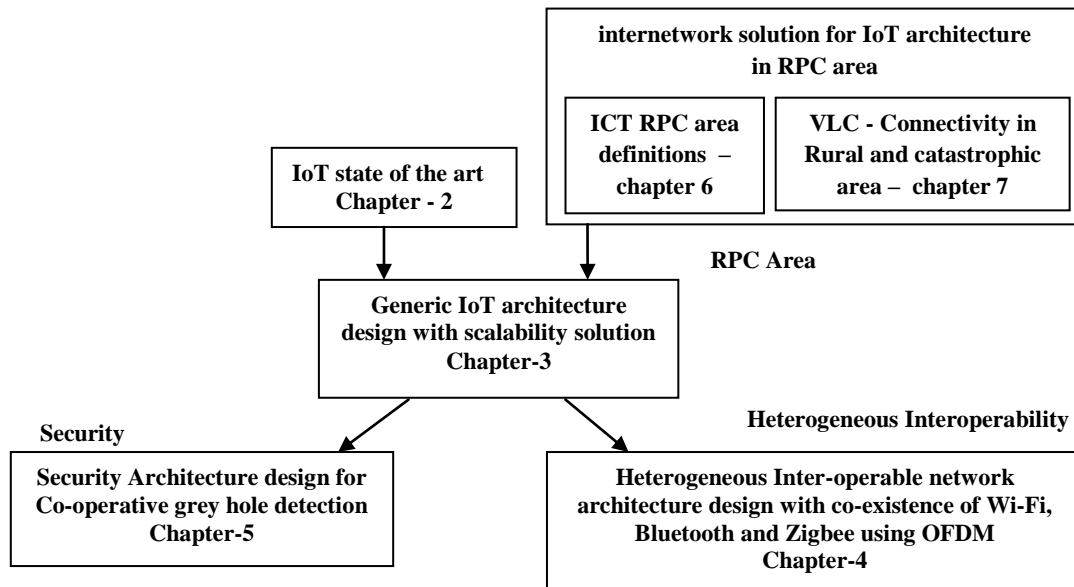 internetwork solution for IoT architecture
in RPC area
ICT RPC area
definitions –
chapter 6
VLC - Connectivity in
Rural and catastrophic
area – chapter 7
IoT state of the art
Chapter - 2
RPC Area
Generic IoT architecture
design with scalability solution
Chapter-3
Security
Heterogeneous Interoperability
Security Architecture design for
Co-operative grey hole detection
Chapter-5
Heterogeneous Inter-operable network
architecture design with co-existence of Wi-Fi,
Bluetooth and Zigbee using OFDM
Chapter-4